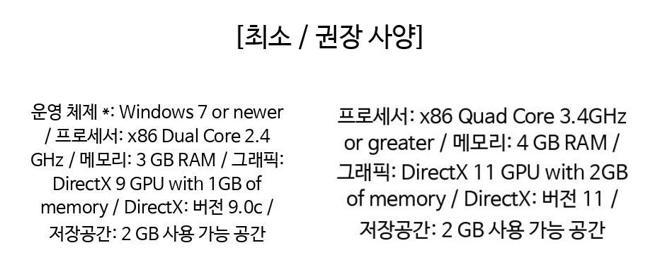 [최소 / 권장 사양]
운영 체제 *: Windows 7 or newer
/ 프로세서: x86 Dual Core 2.4
GHz / 메모리: 3 GB RAM / 그래픽:
DirectX 9 GPU with 1GB of
memory / DirectX: 버전 9.0c /
저장공간: 2 GB 사용 가능 공간
프로세서: x86 Quad Core 3.4GHz
or greater / 메모리: 4 GB RAM /
그래픽: DirectX 11 GPU with 2GB
of memory / DirectX: 버전 11 /
저장공간: 2 GB 사용 가능 공간